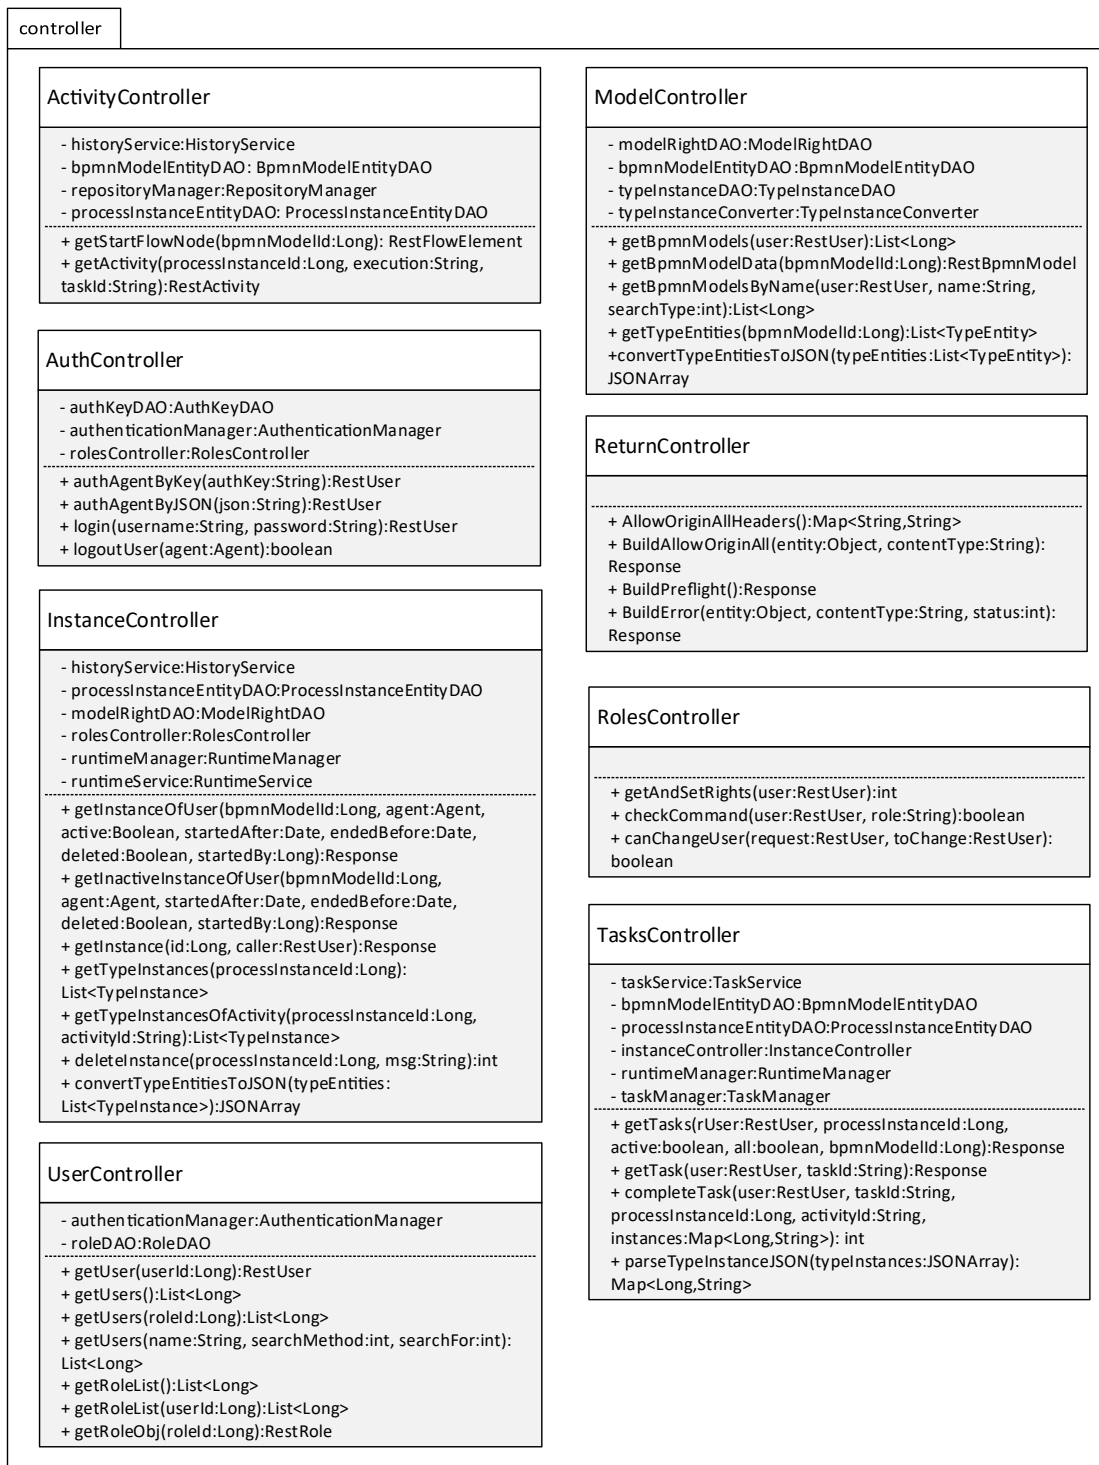 controller
ActivityController
- historyService:HistoryService
- bpmnModelEntityDAO: BpmnModelEntityDAO
- repositoryManager:RepositoryManager
- processInstanceEntityDAO: ProcessInstanceEntityDAO
+ getStartFlowNode(bpmnModelId:Long): RestFlowElement
+ getActivity(processInstanceId:Long, execution:String,
taskId:String):RestActivity
AuthController
- authKeyDAO:AuthKeyDAO
- authenticationManager:AuthenticationManager
- rolesController:RolesController
+ authAgentByKey(authKey:String):RestUser
+ authAgentByJSON(json:String):RestUser
+ login(username:String, password:String):RestUser
+ logoutUser(agent:Agent):boolean
InstanceController
- historyService:HistoryService
- processInstanceEntityDAO:ProcessInstanceEntityDAO
- modelRightDAO:ModelRightDAO
- rolesController:RolesController
- runtimeManager:RuntimeManager
- runtimeService:RuntimeService
+ getInstanceOfUser(bpmnModelId:Long, agent:Agent,
active:Boolean, startedAfter:Date, endedBefore:Date,
deleted:Boolean, startedBy:Long):Response
+ getInactiveInstanceOfUser(bpmnModelId:Long,
agent:Agent, startedAfter:Date, endedBefore:Date,
deleted:Boolean, startedBy:Long):Response
+ getInstance(id:Long, caller:RestUser):Response
+ getTypeInstances(processInstanceId:Long):
List<TypeInstance>
+ getTypeInstancesOfActivity(processInstanceId:Long,
activityId:String):List<TypeInstance>
+ deleteInstance(processInstanceId:Long, msg:String):int
+ convertTypeEntitiesToJSON(typeEntities:
List<TypeInstance>):JSONArray
UserController
- authenticationManager:AuthenticationManager
- roleDAO:RoleDAO
+ getUser(userId:Long):RestUser
+ getUsers():List<Long>
+ getUsers(roleId:Long):List<Long>
+ getUsers(name:String, searchMethod:int, searchFor:int):
List<Long>
+ getRoleList():List<Long>
+ getRoleList(userId:Long):List<Long>
+ getRoleObj(roleId:Long):RestRole
ModelController
- modelRightDAO:ModelRightDAO
- bpmnModelEntityDAO:BpmnModelEntityDAO
- typeInstanceDAO:TypeInstanceDAO
- typeInstanceConverter:TypeInstanceConverter
+ getBpmnModels(user:RestUser):List<Long>
+ getBpmnModelData(bpmnModelId:Long):RestBpmnModel
+ getBpmnModelsByName(user:RestUser, name:String,
searchType:int):List<Long>
+ getTypeEntities(bpmnModelId:Long):List<TypeEntity>
+convertTypeEntitiesToJSON(typeEntities:List<TypeEntity>):
JSONArray
ReturnController
+ AllowOriginAllHeaders():Map<String,String>
+ BuildAllowOriginAll(entity:Object, contentType:String):
Response
+ BuildPreflight():Response
+ BuildError(entity:Object, contentType:String, status:int):
Response
RolesController
+ getAndSetRights(user:RestUser):int
+ checkCommand(user:RestUser, role:String):boolean
+ canChangeUser(request:RestUser, toChange:RestUser):
boolean
TasksController
- taskService:TaskService
- bpmnModelEntityDAO:BpmnModelEntityDAO
- processInstanceEntityDAO:ProcessInstanceEntityDAO
- instanceController:InstanceController
- runtimeManager:RuntimeManager
- taskManager:TaskManager
+ getTasks(rUser:RestUser, processInstanceId:Long,
active:boolean, all:boolean, bpmnModelId:Long):Response
+ getTask(user:RestUser, taskId:String):Response
+ completeTask(user:RestUser, taskId:String,
processInstanceId:Long, activityId:String,
instances:Map<Long,String>): int
+ parseTypeInstanceJSON(typeInstances:JSONArray):
Map<Long,String>